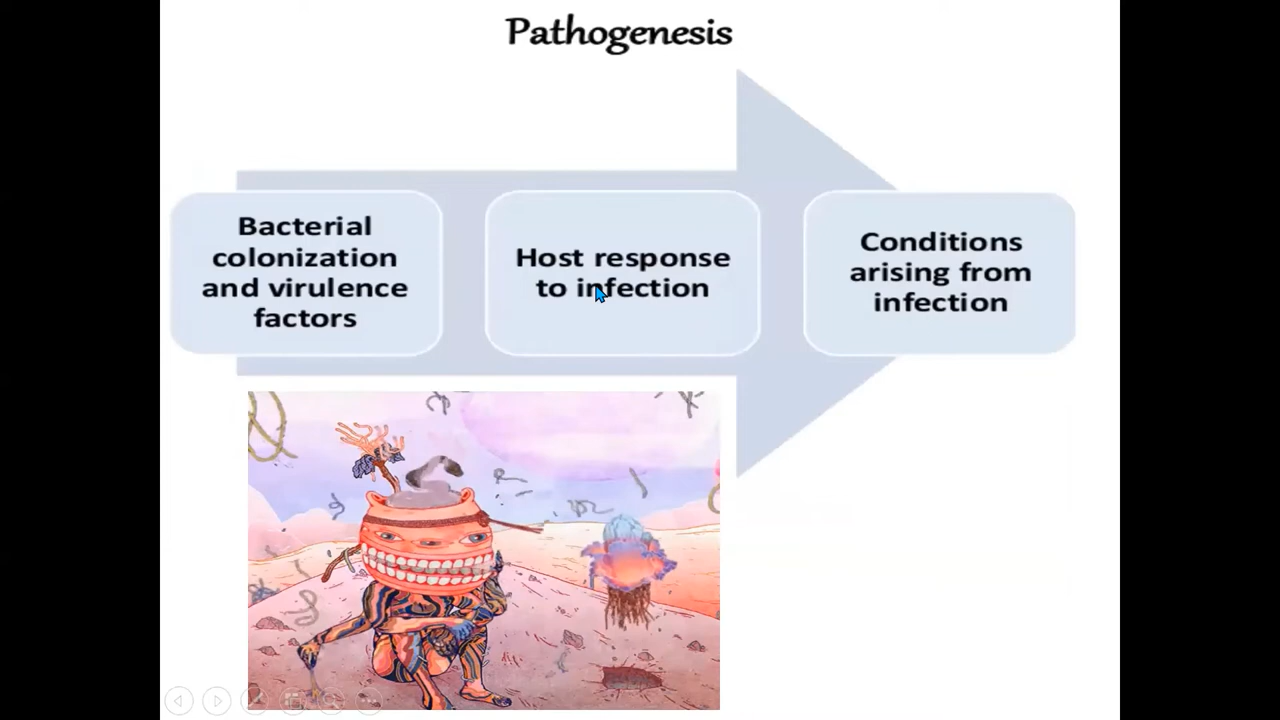 Pathogenesis
Bacterial
colonization
and virulence
factors
Host response
to infection
Conditions
arising from
infection